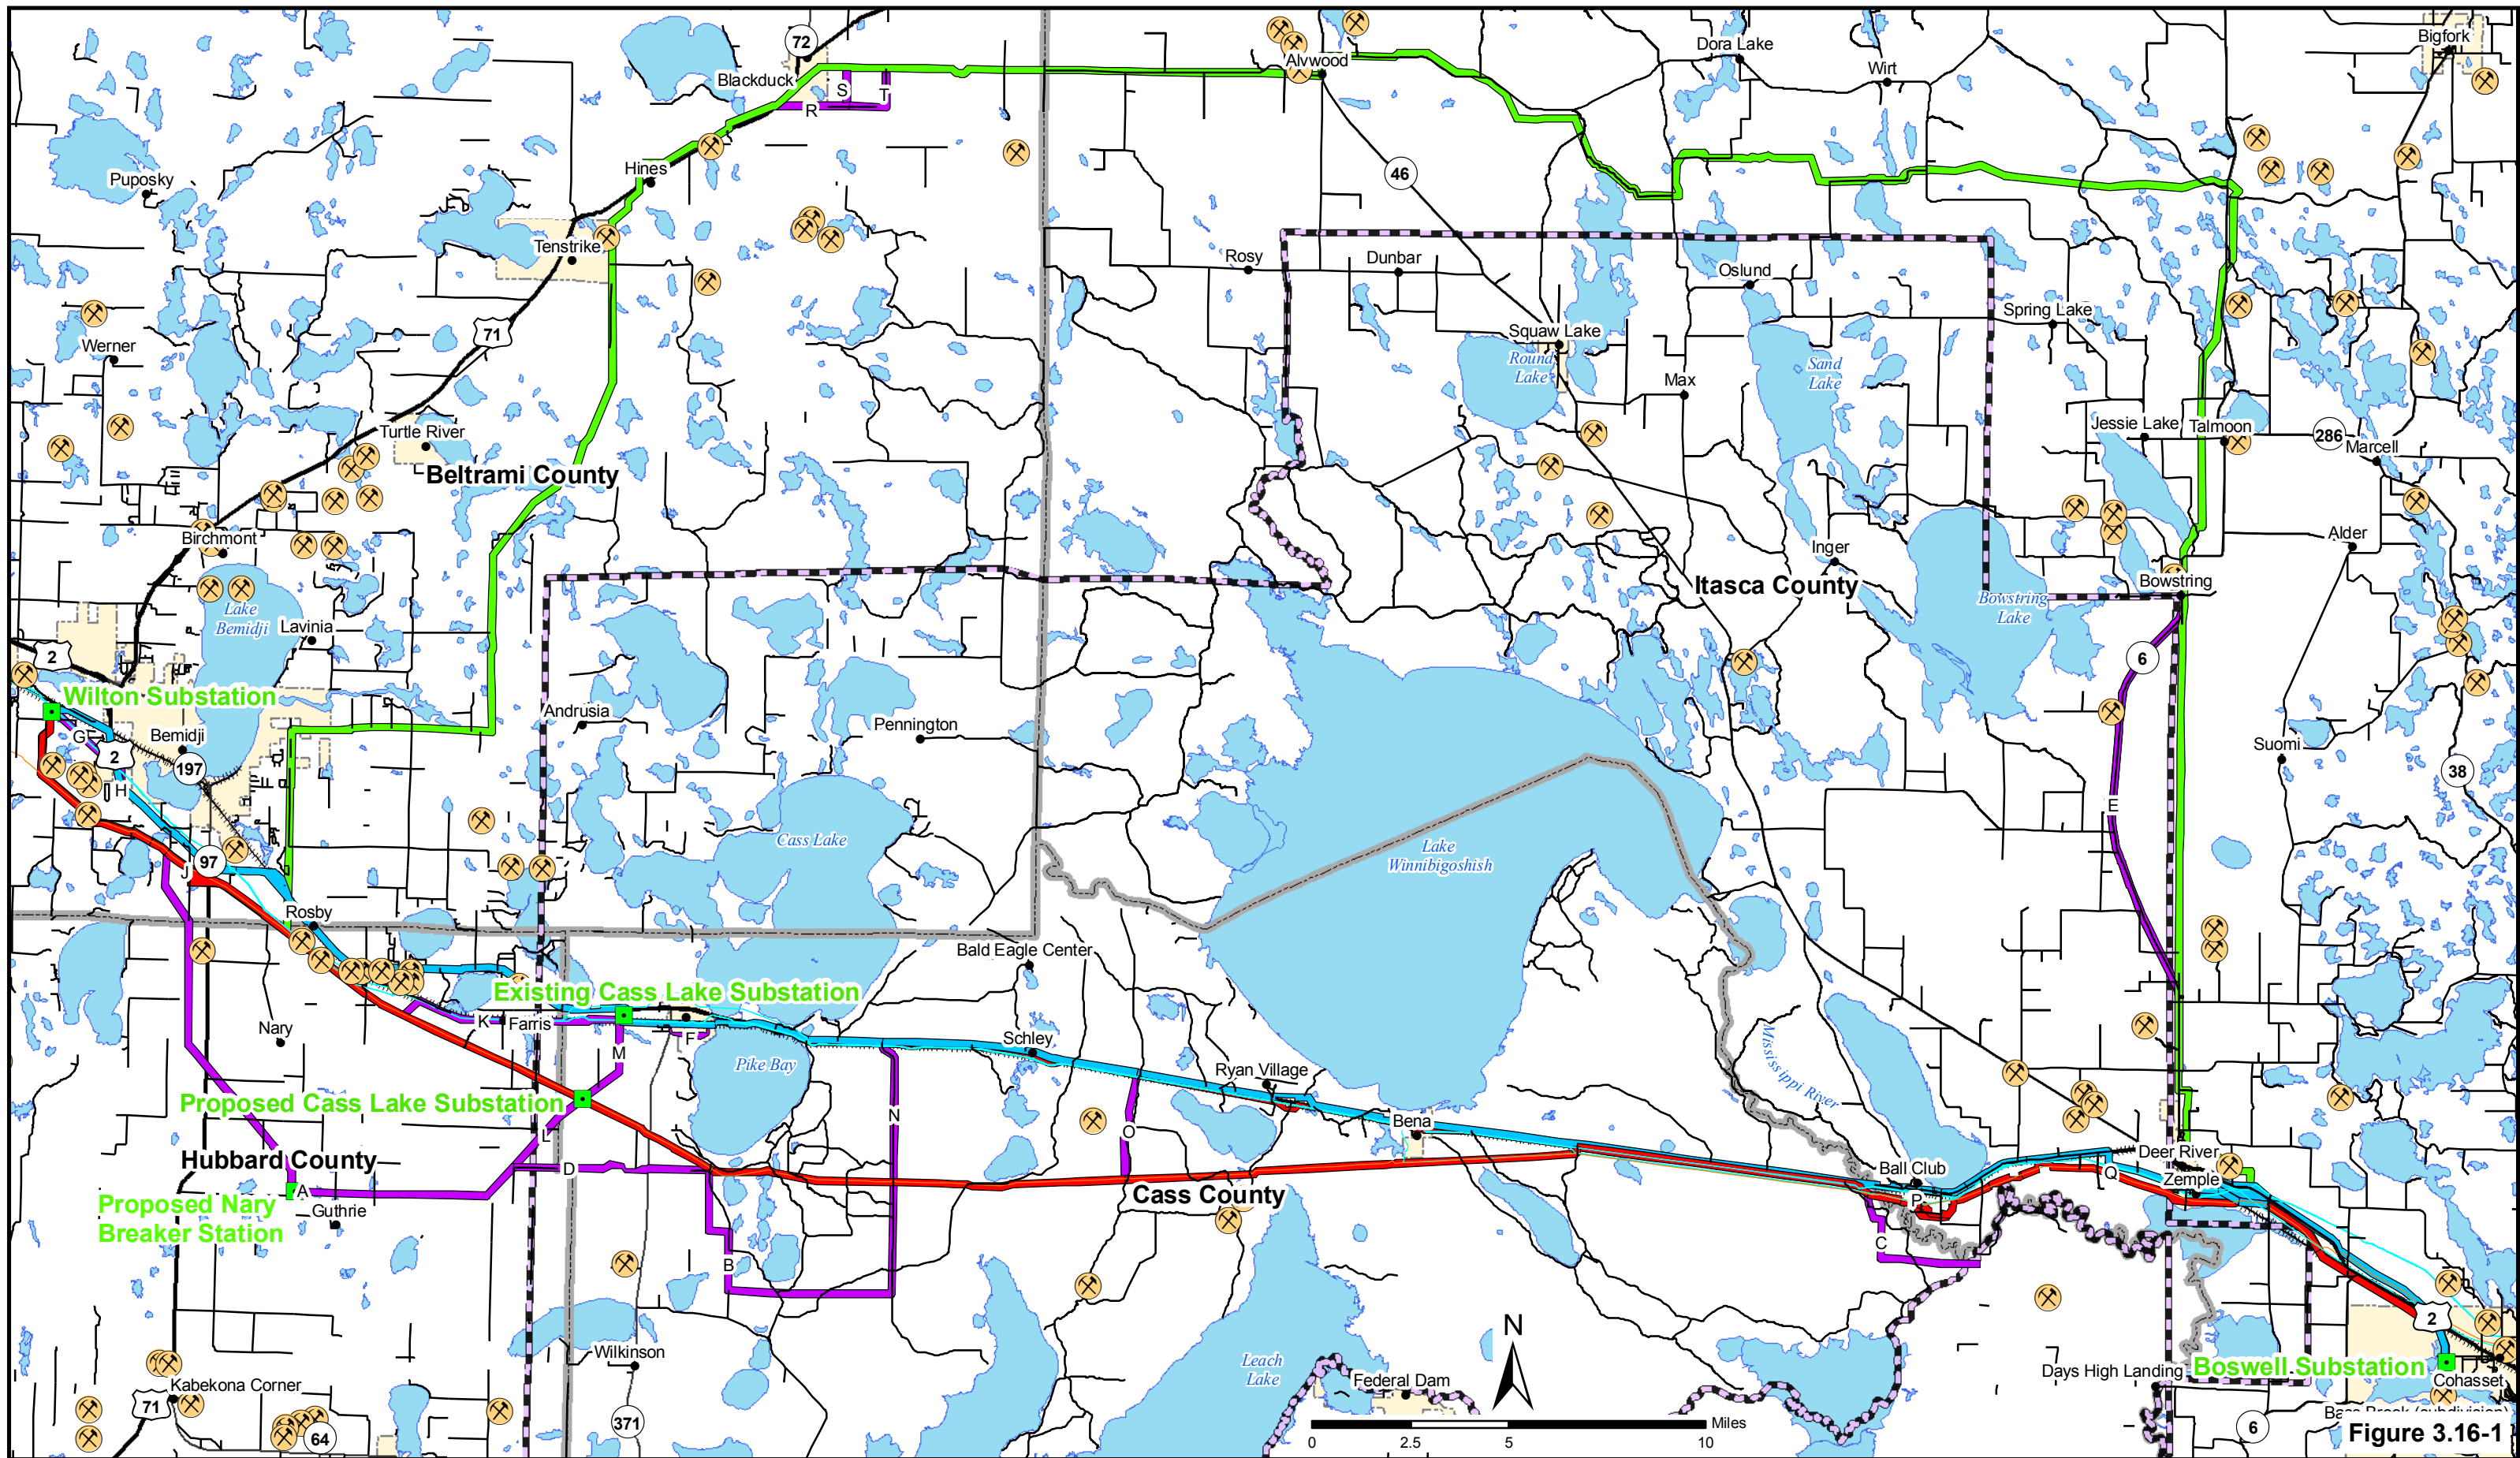 72
Bigfork
Dora Lake
Alvwood
Wirt
Blackduck
S
T
R
Hines
46
Puposky
Tenstrike
Rosy
Dunbar
Oslund
Spring Lake
71
Squaw Lake
Werner
Round
Lake
Sand
Lake
Max
Jessie Lake
Talmoon
286
Marcell
Turtle River
Beltrami County
Birchmont
Alder
Inger
Itasca County
Bowstring
Bowstring
Lake
Lake
Bemidji
Lavinia
2
6
Wilton Substation
Andrusia
Pennington
G
Bemidji
2
197
Suomi
38
H
E
Cass Lake
Lake
Winnibigoshish
97
J
Rosby
Bald Eagle Center
Existing Cass Lake Substation
K
Farris
Nary
F
M
Schley
Pike Bay
Mississippi River
Ryan Village
Proposed Cass Lake Substation
N
O
Bena
L
Hubbard County
D
Deer River
Ball Club
Q
Zemple
P
A
Cass County
Proposed Nary
Breaker Station
Guthrie
C
B
N
2
Wilkinson
Leach
Lake
Federal Dam
Days High Landing
Boswell Substation
Cohasset
Kabekona Corner
71
64
371
Miles
0
2.5
5
10
6
Figure 3.16-1